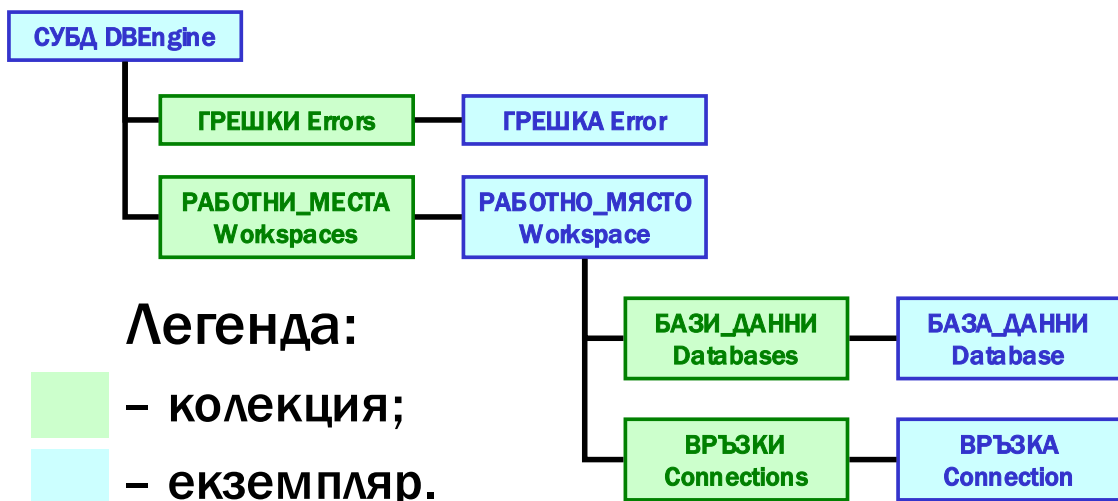 СУБД DBEngine
ГРЕШКИ Errors
ГРЕШКА Error
РАБОТНИ_МЕСТА
Workspaces
РАБОТНО_МЯСТО
Workspace
БАЗИ_ДАННИ
Databases
БАЗА_ДАННИ
Database
ВРЪЗКИ
Connections
ВРЪЗКА
Connection
Легенда:
– колекция;
– екземпляр.